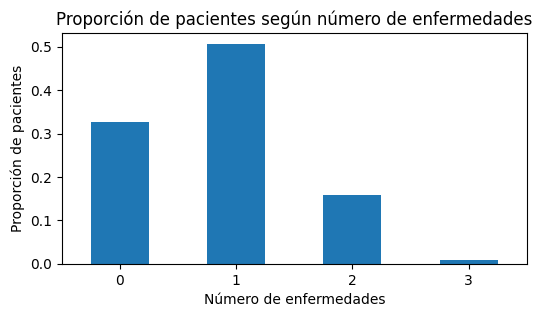 Proporción de pacientes según número de enfermedades
Proporción de pacientes
0.5
0.4
0.3
0.2
0.1
0.0
0 1 2 3
Número de enfermedades